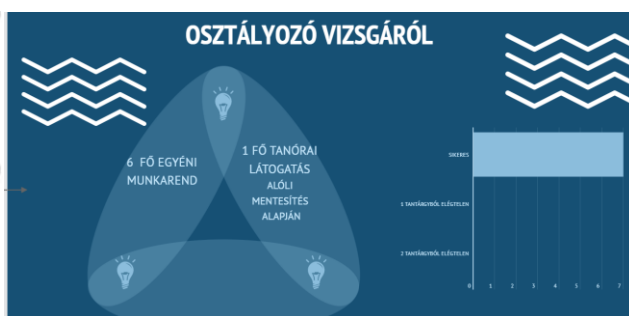 OSZTÁLYOZÓ VIZSGÁRÓL
6 FŐ EGYÉNI
MUNKAREND
1 FŐ TANÓRAI
LÁTOGATÁS
ALÓLI
MENTESÍTÉS
ALAPJÁN
SIKERES
1 TANTÁRGYBÓL ELÉGTELEN
2 TANTÁRGYBÓL ELÉGTELEN
0 1 2 3 4 5 6 7